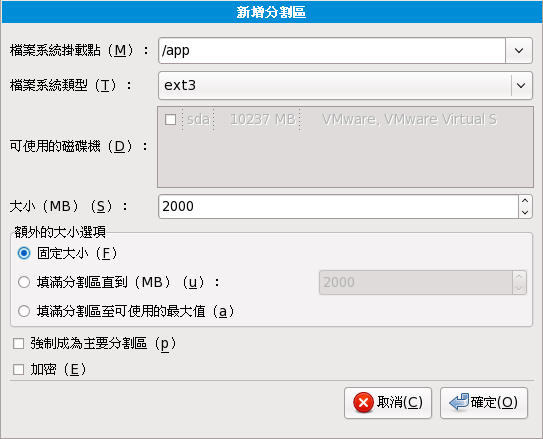 新增分割區
檔案系統掛載點（M）： /app
檔案系統類型（T）： ext3
可使用的磁碟機（D）： sda 10237 MB VMware, VMware Virtual S
大小（MB）（S）： 2000
額外的大小選項
固定大小（F）
填滿分割區直到（MB）（u）： 2000
填滿分割區至可使用的最大值（a）
強制成為主要分割區（p）
加密（E）
取消(C) 確定(O)